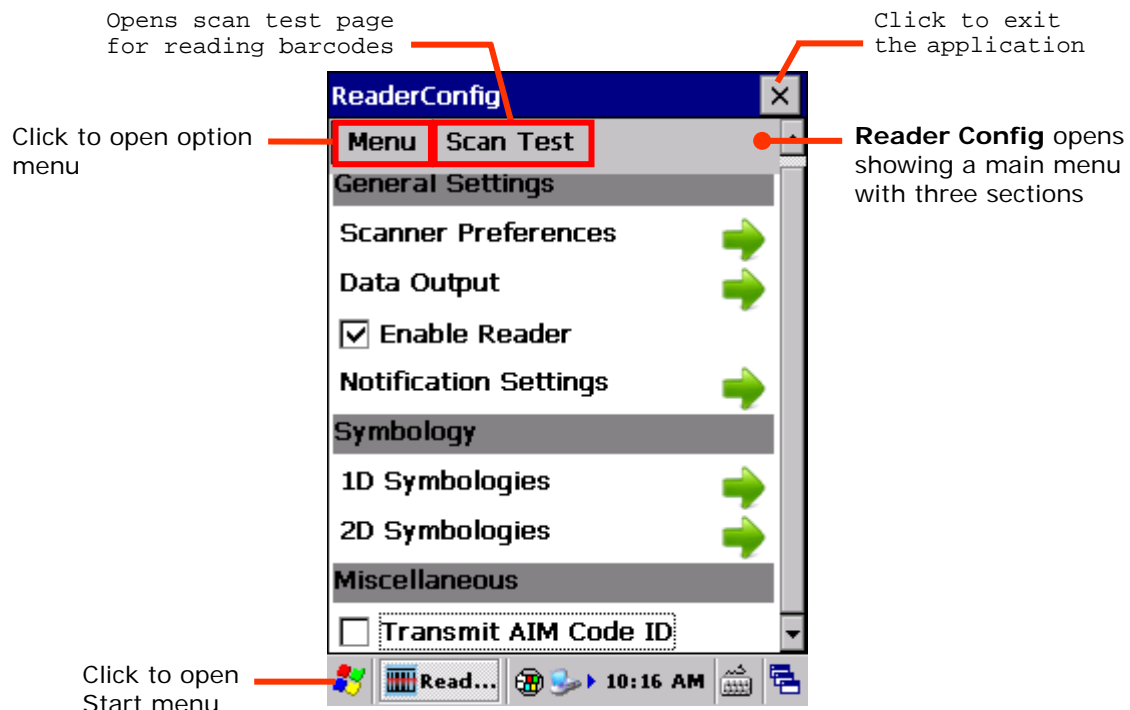 Opens scan test page
for reading barcodes
Click to exit
the application
ReaderConfig
Click to open option
menu
Menu Scan Test
Reader Config opens
showing a main menu
with three sections
General Settings
Scanner Preferences
Data Output
Enable Reader
Notification Settings
Symbology
1D Symbologies
2D Symbologies
Miscellaneous
Transmit AIM Code ID
Click to open
Start menu
Read... 10:16 AM